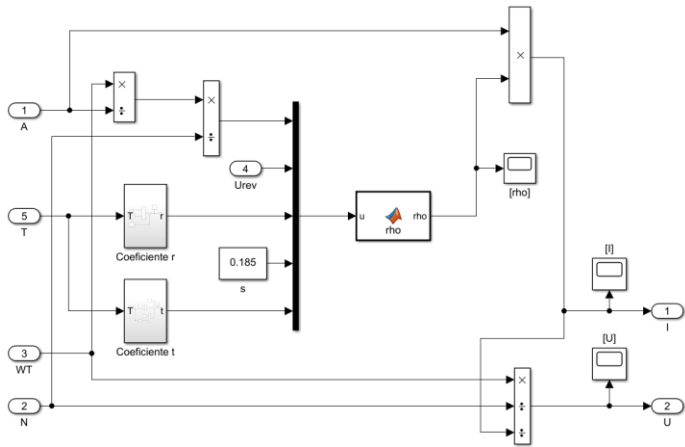 ×
1
A
×
÷
×
÷
4
Urev
[rho]
5
T
T r
Coeficiente r
u rho
rho
0.185
s
[I]
T t
Coeficiente t
1
I
3
WT
[U]
2
N
×
÷
÷
2
U